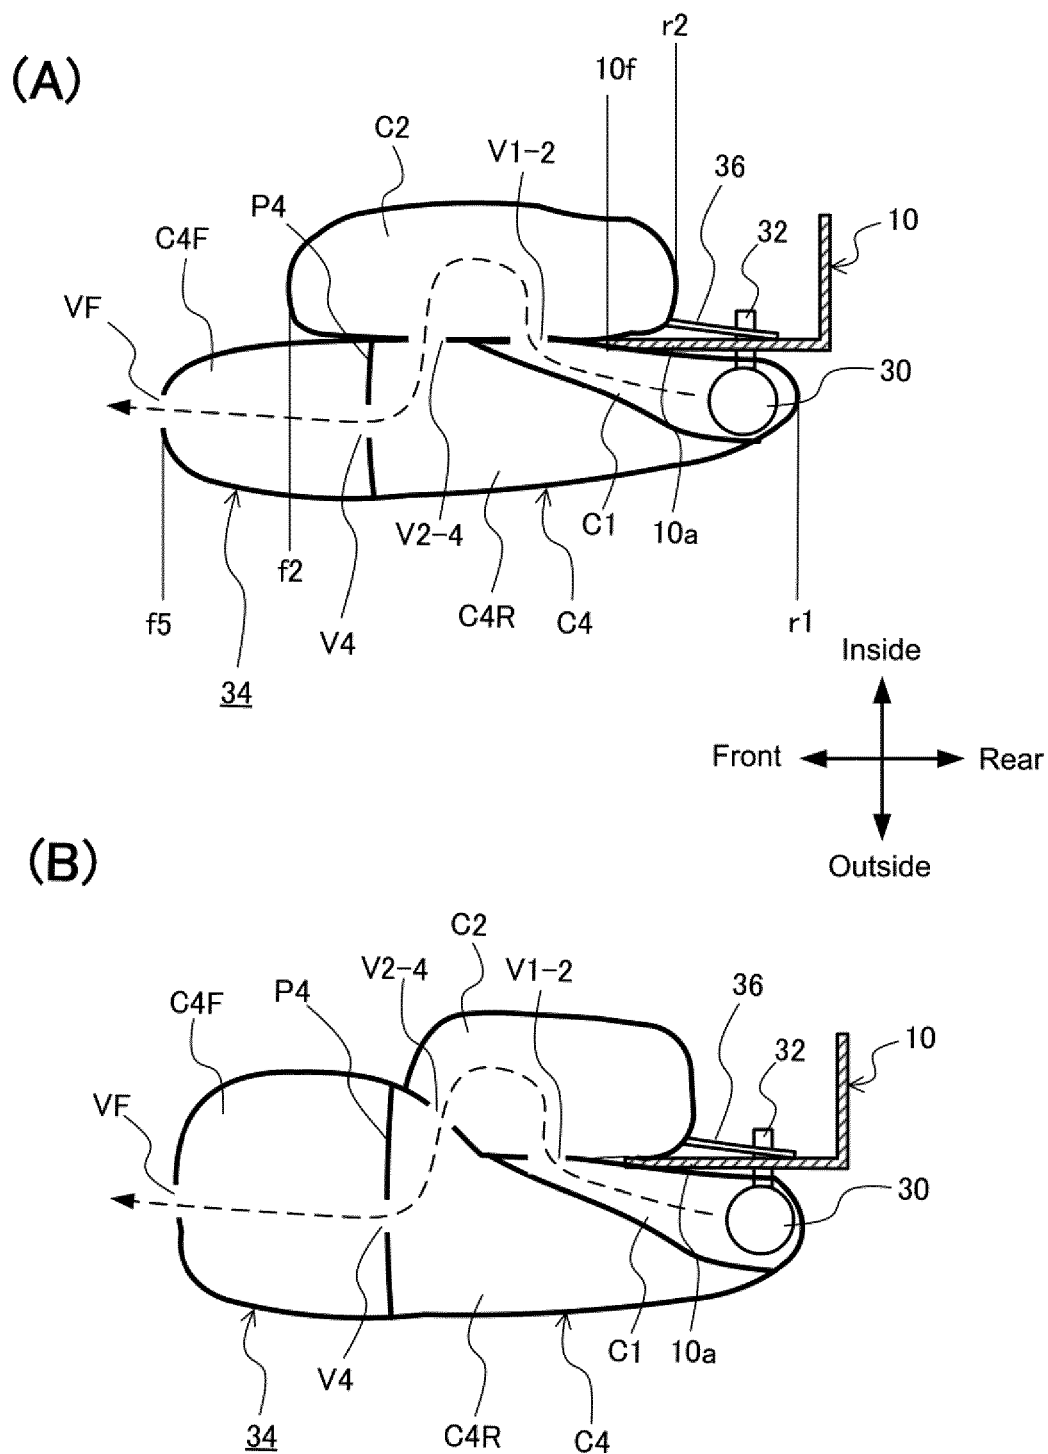 (A)
r2
10f
C2
V1-2
36
P4
32
10
C4F
VF
30
C1
10a
V2-4
f2
C4R
C4
f5
V4
r1
34
Inside
Front
Rear
Outside
(B)
C2
V2-4
V1-2
P4
36
C4F
32
10
VF
30
C1
10a
V4
34
C4R
C4